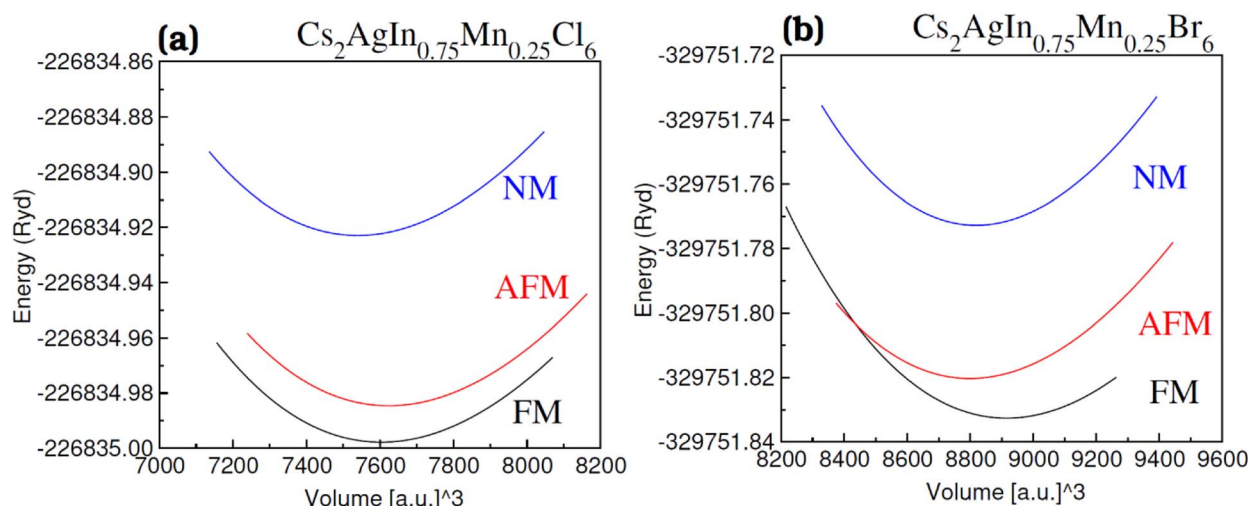 (a) Cs2AgIn0.75Mn0.25Cl6
-226834.86
-226834.88
-226834.90
-226834.92
-226834.94
-226834.96
-226834.98
-226835.00
Energy (Ryd)
NM
AFM
FM
7000 7200 7400 7600 7800 8000 8200
Volume [a.u.]^3
(b) Cs2AgIn0.75Mn0.25Br6
-329751.72
-329751.74
-329751.76
-329751.78
-329751.80
-329751.82
-329751.84
Energy (Ryd)
NM
AFM
FM
8200 8400 8600 8800 9000 9200 9400 9600
Volume [a.u.]^3